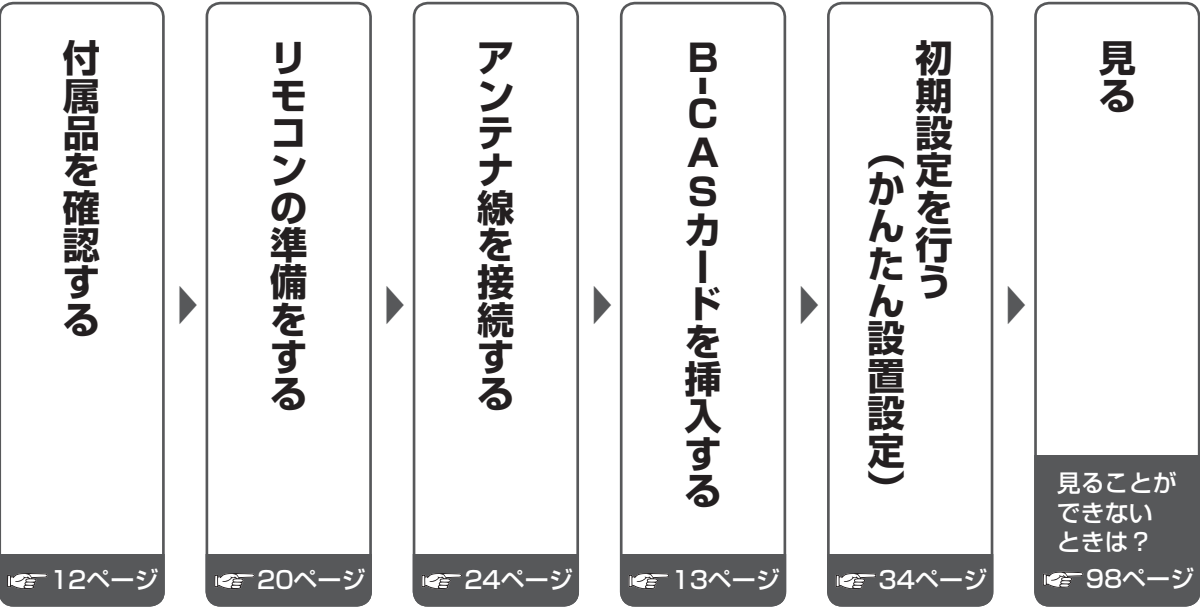 付属品を確認する
12ページ
リモコンの準備をする
20ページ
アンテナ線を接続する
24ページ
B-CASカードを挿入する
13ページ
初期設定を行う
（かんたん設置設定）
34ページ
見る
見ることが
できない
ときは？
98ページ